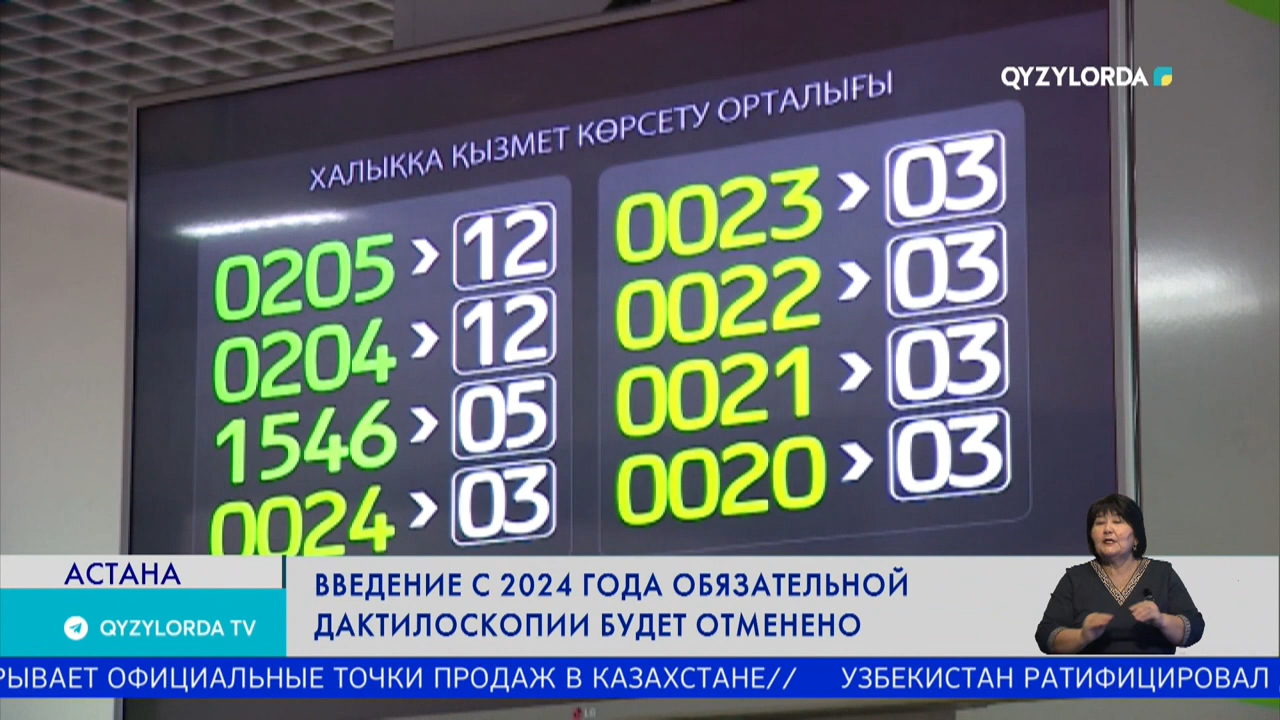 QYZYLORDA
ХАЛЫҚҚА ҚЫЗМЕТ КӨРСЕТУ ОРТАЛЫҒЫ
0205 > 12
0204 > 12
1546 > 05
0024 > 03
0023 > 03
0022 > 03
0021 > 03
0020 > 03
АСТАНА
QYZYLORDA TV
ВВЕДЕНИЕ С 2024 ГОДА ОБЯЗАТЕЛЬНОЙ
ДАКТИЛОСКОПИИ БУДЕТ ОТМЕНЕНО
РЫВАЕТ ОФИЦИАЛЬНЫЕ ТОЧКИ ПРОДАЖ В КАЗАХСТАНЕ// УЗБЕКИСТАН РАТИФИЦИРОВАЛ
LG